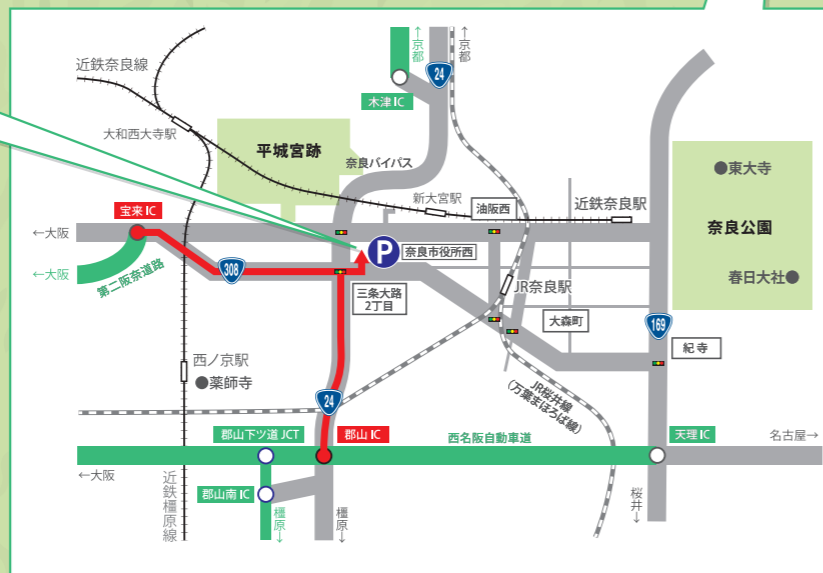 ←京都
京都→
24
近鉄奈良線
木津IC
大和西大寺駅
平城宮跡
奈良バイパス
●東大寺
新大宮駅
油阪西
近鉄奈良駅
宝来IC
奈良公園
←大阪
P
奈良市役所西
←大阪
第二阪奈道路
308
春日大社●
JR奈良駅
三条大路
2丁目
大森町
169
紀寺
西ノ京駅
●薬師寺
24
JR桜井線
(万葉まほろば線)
郡山下ツ道JCT
郡山IC
西名阪自動車道
天理IC
名古屋→
←大阪
郡山南IC
近鉄橿原線
橿原→
橿原→
桜井→